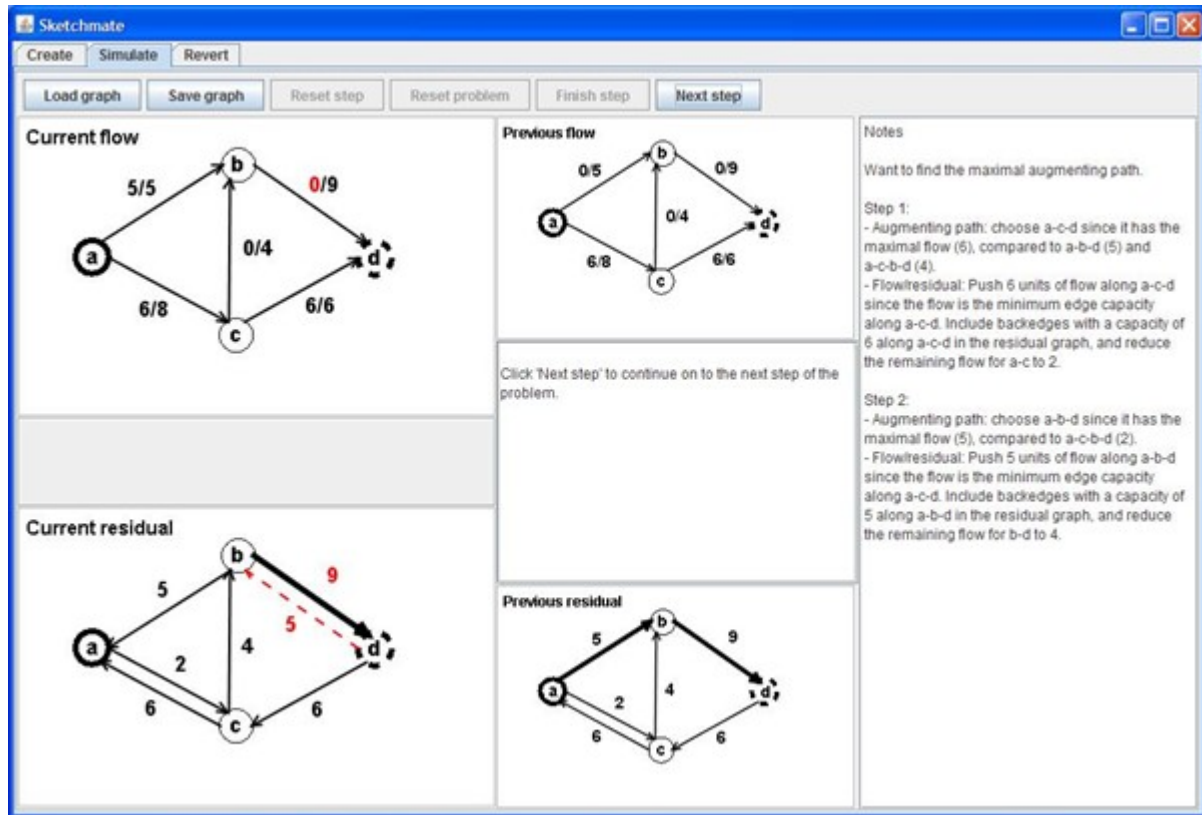 Sketchmate
Create Simulate Revert
Load graph Save graph Reset step Reset problem Finish step Next step
Current flow
b
5/5
0/9
a
0/4
d
6/8
6/6
c
Current residual
b
5
9
5
a
2
4
d
6
6
c
Previous flow
b
0/5
0/9
a
0/4
d
6/8
6/6
c
Click 'Next step' to continue on to the next step of the
problem.
Previous residual
b
5
9
a
2
4
d
6
6
c
Notes
Want to find the maximal augmenting path.
Step 1:
- Augmenting path: choose a-c-d since it has the
maximal flow (6), compared to a-b-d (5) and
a-c-b-d (4).
- Flow/residual: Push 6 units of flow along a-c-d
since the flow is the minimum edge capacity
along a-c-d. Include backedges with a capacity of
6 along a-c-d in the residual graph, and reduce
the remaining flow for a-c to 2.
Step 2:
- Augmenting path: choose a-b-d since it has the
maximal flow (5), compared to a-c-b-d (2).
- Flow/residual: Push 5 units of flow along a-b-d
since the flow is the minimum edge capacity
along a-c-d. Include backedges with a capacity of
5 along a-b-d in the residual graph, and reduce
the remaining flow for b-d to 4.